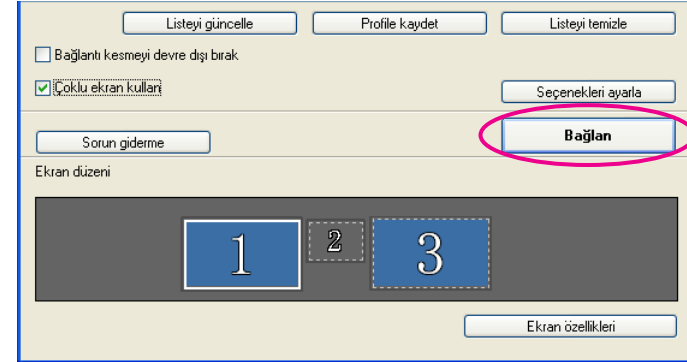 Listeyi güncelle Profile kaydet Listeyi temizle
Bağlantı kesmeyi devre dışı bırak
Çoklu ekran kullan
Seçenekleri ayarla
Bağlan
Sorun giderme
Ekran düzeni
1 2 3
Ekran özellikleri